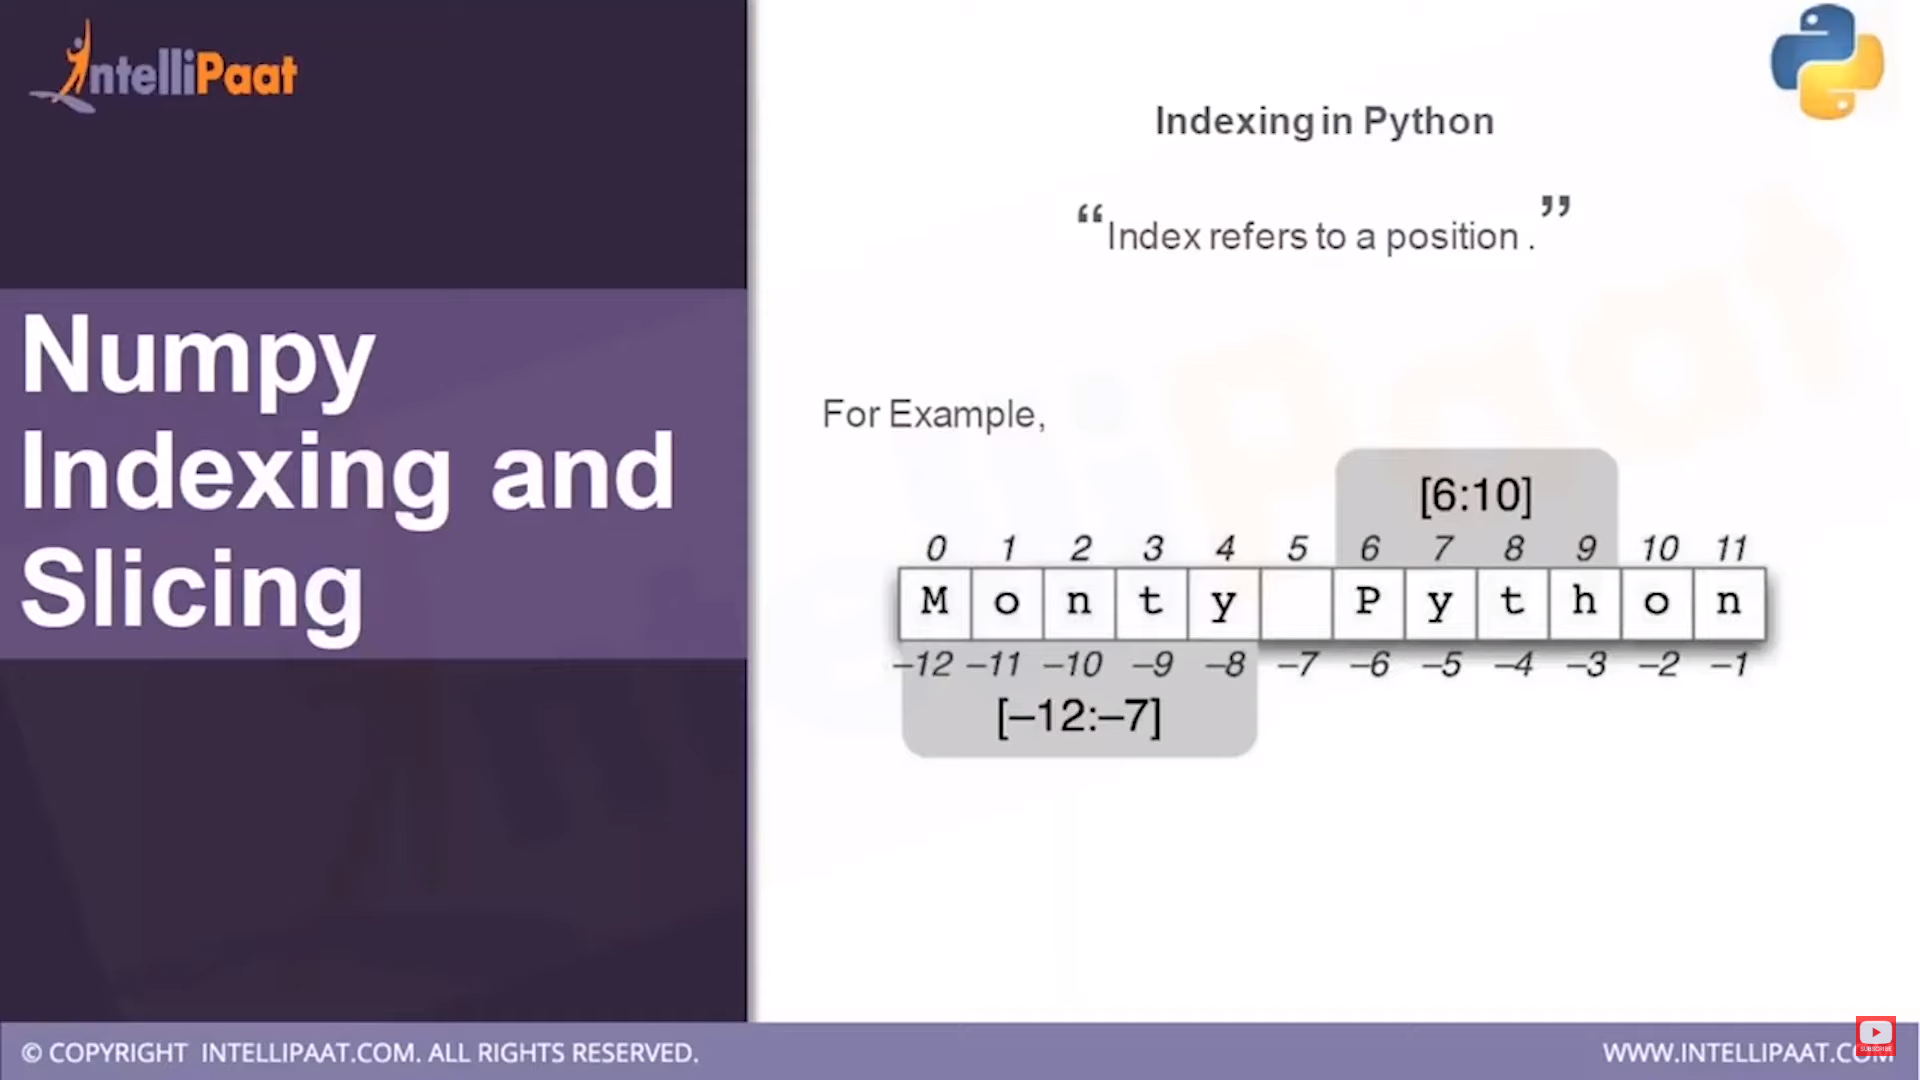 IntelliPaat
Numpy
Indexing and
Slicing
Indexing in Python
“Index refers to a position .”
For Example,
[6:10]
0 1 2 3 4 5 6 7 8 9 10 11
M o n t y P y t h o n
–12 –11 –10 –9 –8 –7 –6 –5 –4 –3 –2 –1
[–12:–7]
© COPYRIGHT INTELLIPAAT.COM. ALL RIGHTS RESERVED.
WWW.INTELLIPAAT.COM
SUBSCRIBE